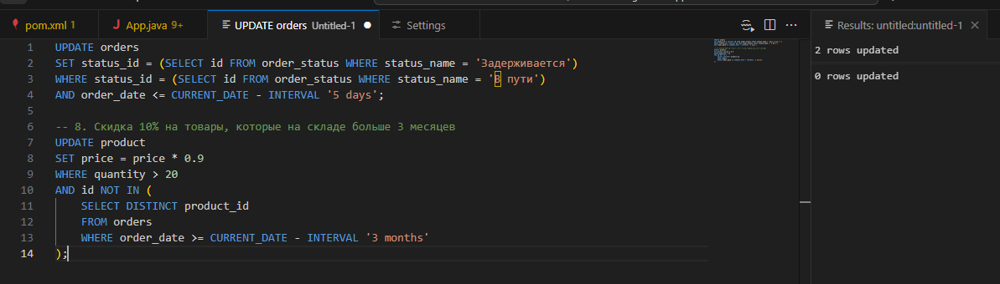 pom.xml 1
App.java 9+
UPDATE orders Untitled-1
Settings
Results: untitled:untitled-1
1 UPDATE orders
2 SET status_id = (SELECT id FROM order_status WHERE status_name = 'Задерживается')
3 WHERE status_id = (SELECT id FROM order_status WHERE status_name = 'В пути')
4 AND order_date <= CURRENT_DATE - INTERVAL '5 days';
5
6 -- 8. Скидка 10% на товары, которые на складе больше 3 месяцев
7 UPDATE product
8 SET price = price * 0.9
9 WHERE quantity > 20
10 AND id NOT IN (
11 SELECT DISTINCT product_id
12 FROM orders
13 WHERE order_date >= CURRENT_DATE - INTERVAL '3 months'
14 );
2 rows updated
0 rows updated